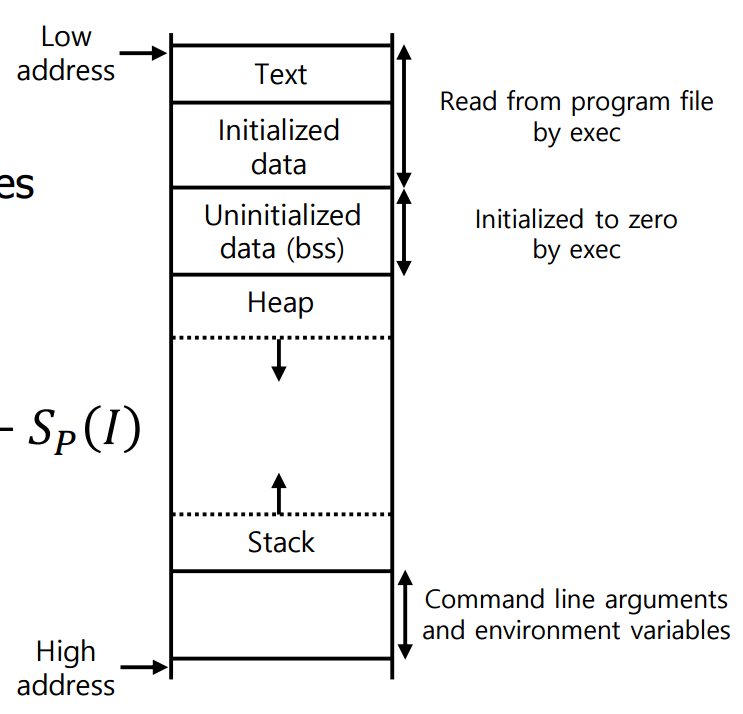 Low
address
Text
Read from program file
by exec
Initialized
data
es
Uninitialized
data (bss)
Initialized to zero
by exec
Heap
- S_P(I)
Stack
Command line arguments
and environment variables
High
address